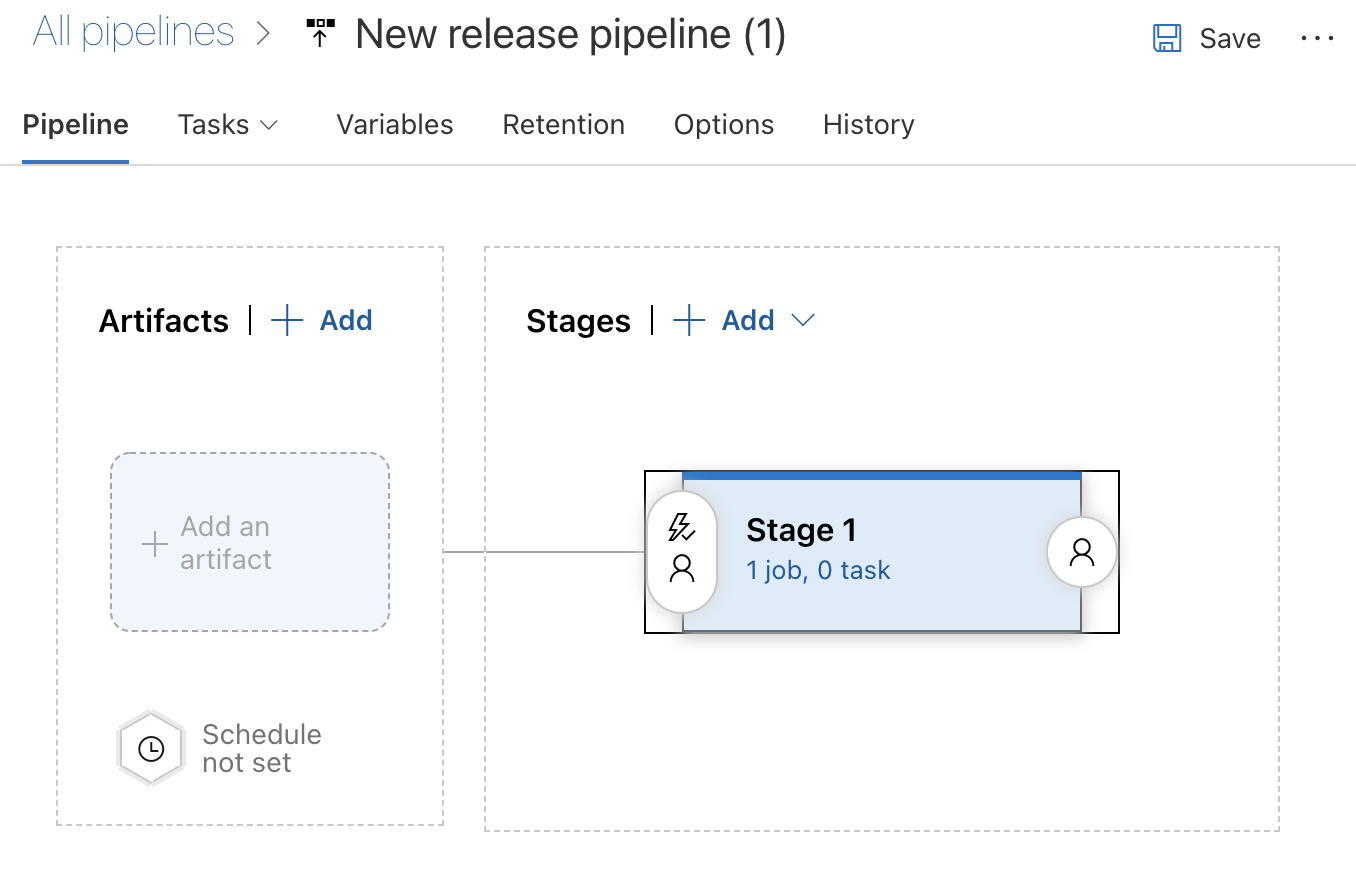 All pipelines > New release pipeline (1)
Save ...
Pipeline Tasks Variables Retention Options History
Artifacts | + Add
Stages | + Add
+ Add an
artifact
Stage 1
1 job, 0 task
Schedule
not set